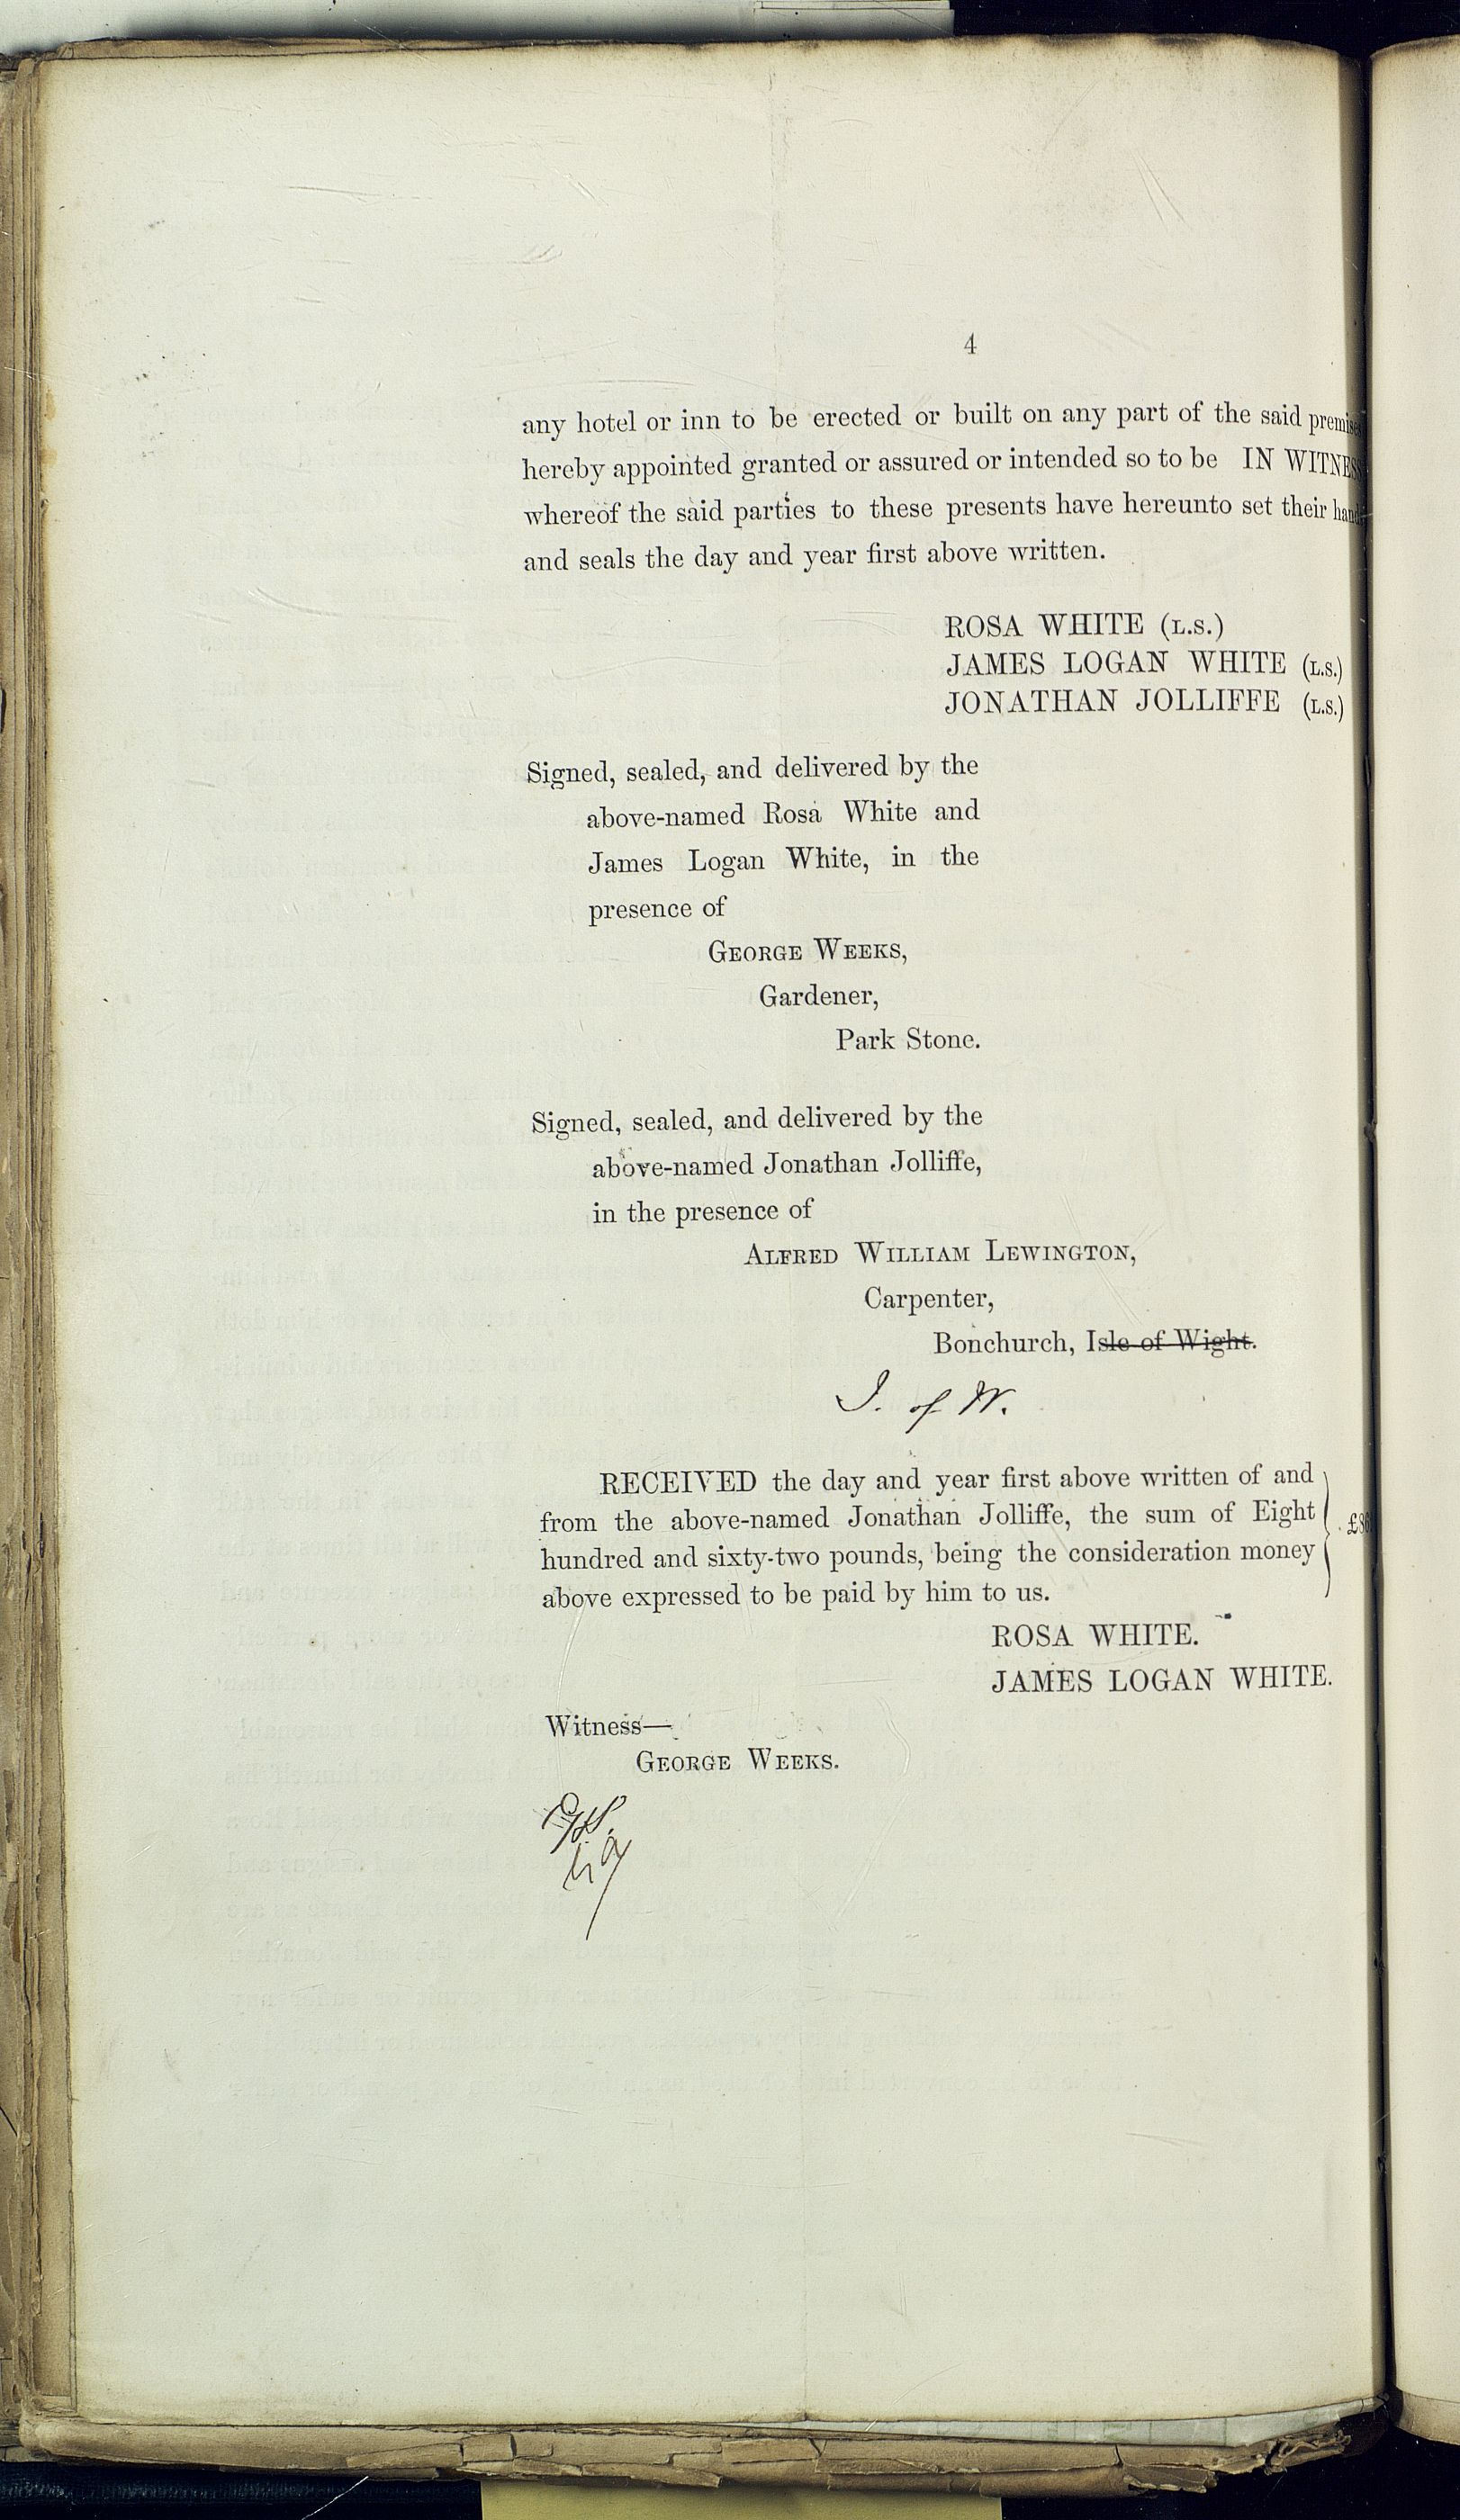 4
any hotel or inn to be erected or built on any part of the said premises
hereby appointed granted or assured or intended so to be IN WITNESS
whereof the said parties to these presents have hereunto set their hands
and seals the day and year first above written.
ROSA WHITE (L.S.)
JAMES LOGAN WHITE (L.S.)
JONATHAN JOLLIFFE (L.S.)
Signed, sealed, and delivered by the
above-named Rosa White and
James Logan White, in the
presence of
GEORGE WEEKS,
Gardener,
Park Stone.
Signed, sealed, and delivered by the
above-named Jonathan Jolliffe,
in the presence of
ALFRED WILLIAM LEWINGTON,
Carpenter,
Bonchurch, Isle of Wight.
I. of W.
RECEIVED the day and year first above written of and
from the above-named Jonathan Jolliffe, the sum of Eight
hundred and sixty-two pounds, being the consideration money
above expressed to be paid by him to us.
ROSA WHITE.
JAMES LOGAN WHITE.
Witness—
GEORGE WEEKS.